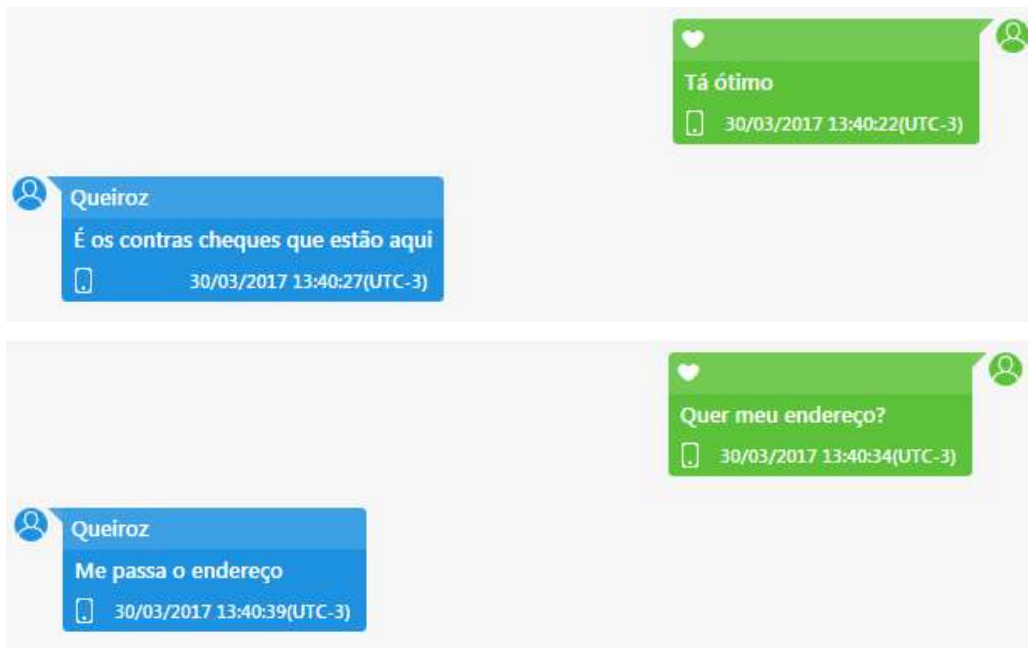 Tá ótimo
30/03/2017 13:40:22(UTC-3)
Queiroz
É os contras cheques que estão aqui
30/03/2017 13:40:27(UTC-3)
Quer meu endereço?
30/03/2017 13:40:34(UTC-3)
Queiroz
Me passa o endereço
30/03/2017 13:40:39(UTC-3)